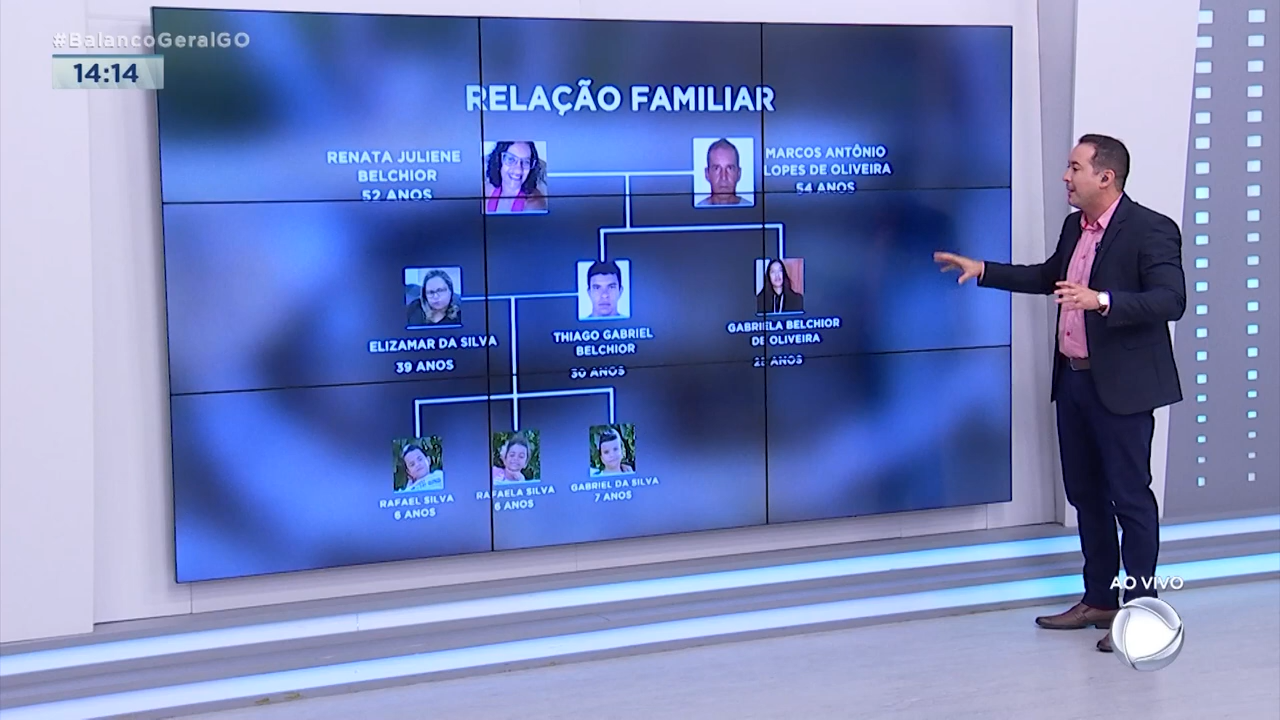 #BalancoGeralGO
14:14
RELAÇÃO FAMILIAR
RENATA JULIENE
BELCHIOR
52 ANOS
MARCOS ANTÔNIO
LOPES DE OLIVEIRA
54 ANOS
ELIZAMAR DA SILVA
39 ANOS
THIAGO GABRIEL
BELCHIOR
30 ANOS
GABRIELA BELCHIOR
DE OLIVEIRA
ANOS
RAFAEL SILVA
6 ANOS
RAFAELA SILVA
6 ANOS
GABRIEL DA SILVA
7 ANOS
AO VIVO